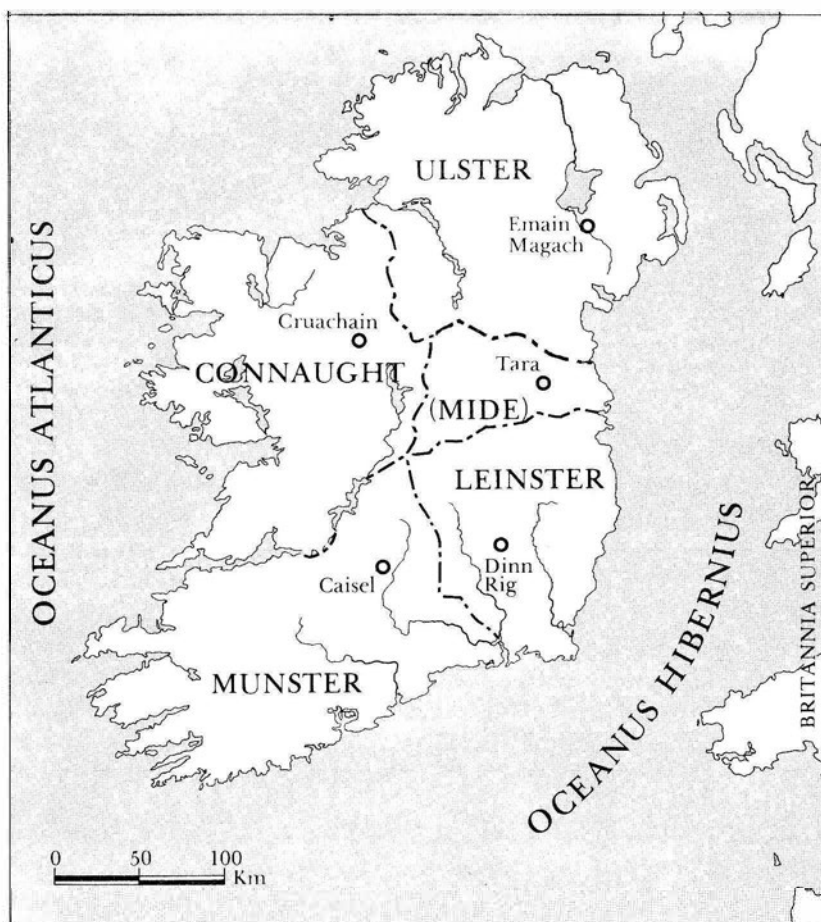 ULSTER
Emain
Magach
OCEANUS ATLANTICUS
Cruachain
CONNAUGHT
Tara
(MIDE)
LEINSTER
Dinn
Rig
Caisel
MUNSTER
OCEANUS HIBERNIUS
BRITANNIA SUPERIOR
0 50 100
Km